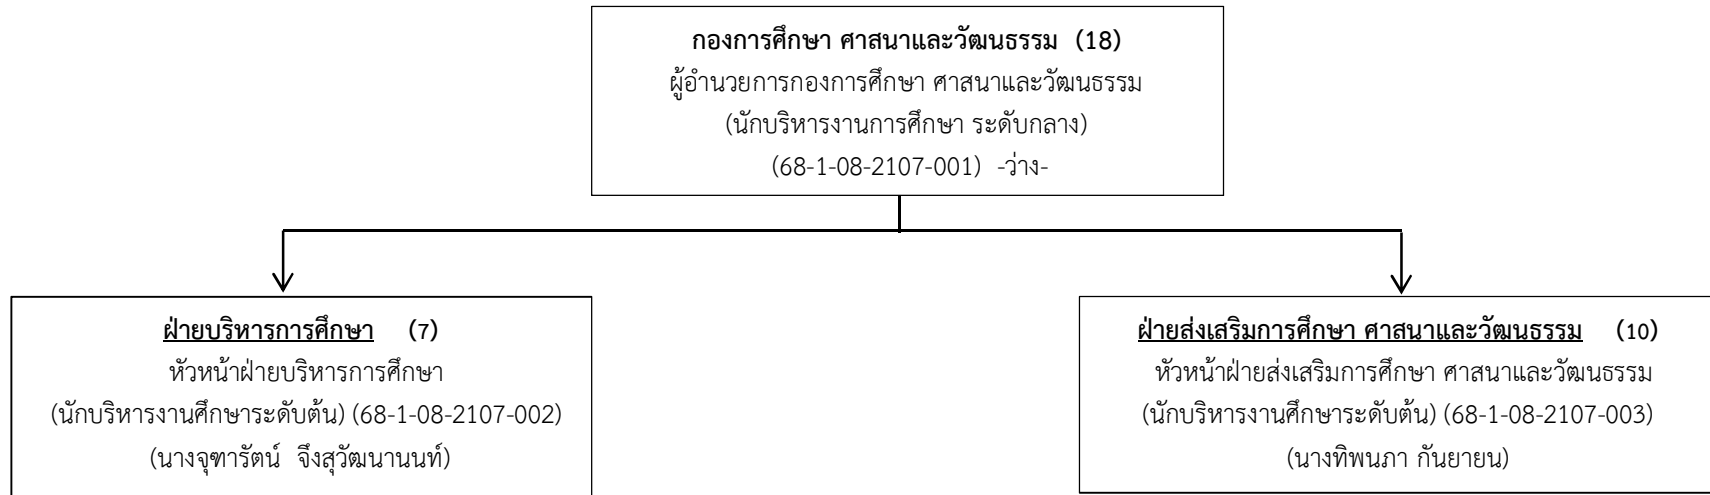 กองการศึกษา ศาสนาและวัฒนธรรม (18)
ผู้อำนวยการกองการศึกษา ศาสนาและวัฒนธรรม
(นักบริหารงานการศึกษา ระดับกลาง)
(68-1-08-2107-001) -ว่าง-
ฝ่ายบริหารการศึกษา (7)
หัวหน้าฝ่ายบริหารการศึกษา
(นักบริหารงานศึกษาระดับต้น) (68-1-08-2107-002)
(นางจุฑารัตน์ จึงสุวัฒนานนท์)
ฝ่ายส่งเสริมการศึกษา ศาสนาและวัฒนธรรม (10)
หัวหน้าฝ่ายส่งเสริมการศึกษา ศาสนาและวัฒนธรรม
(นักบริหารงานศึกษาระดับต้น) (68-1-08-2107-003)
(นางทิพนภา กันยายน)